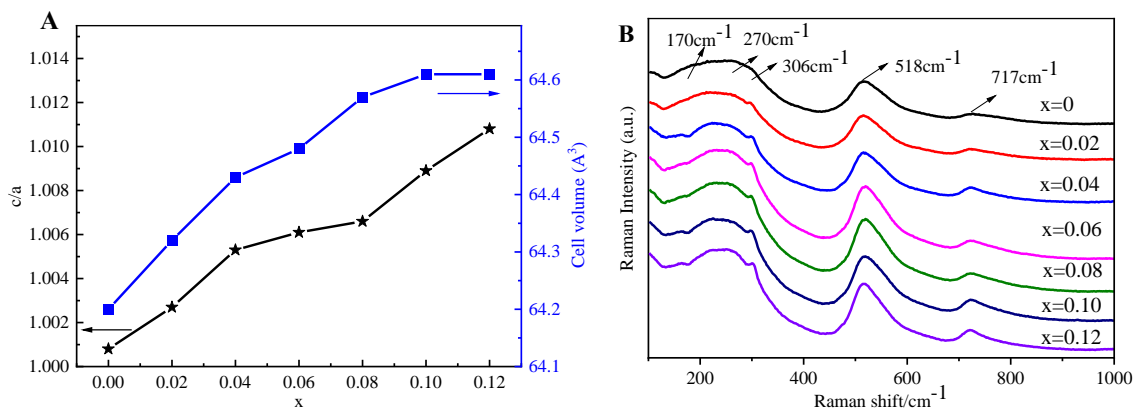 A
1.014
1.012
1.010
1.008
1.006
1.004
1.002
1.000
c/a
0.00 0.02 0.04 0.06 0.08 0.10 0.12
x
64.6
64.5
64.4
64.3
64.2
64.1
Cell volume (A³)
B
170cm⁻¹
270cm⁻¹
306cm⁻¹
518cm⁻¹
717cm⁻¹
x=0
x=0.02
x=0.04
x=0.06
x=0.08
x=0.10
x=0.12
Raman Intensity (a.u.)
200 400 600 800 1000
Raman shift/cm⁻¹